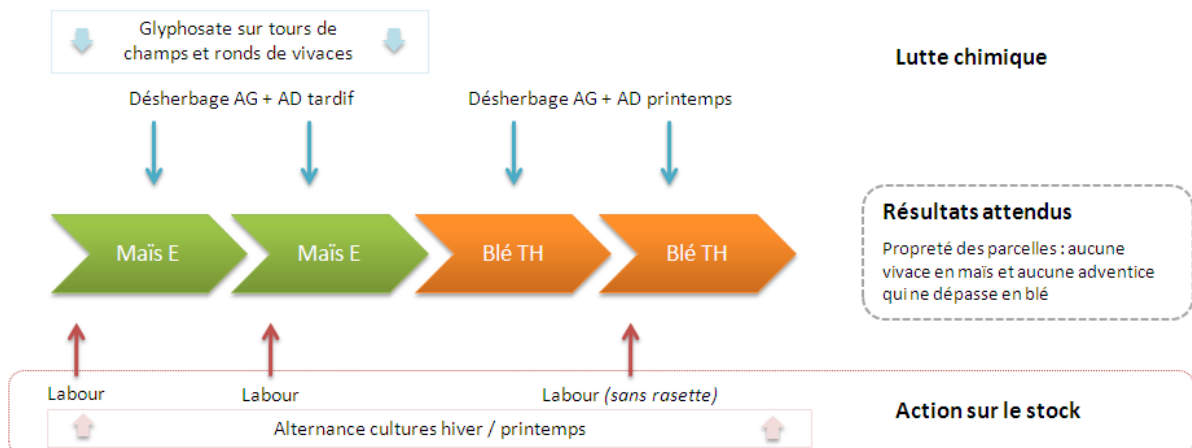 Glyphosate sur tours de
champs et ronds de vivaces
Lutte chimique
Désherbage AG + AD tardif
Désherbage AG + AD printemps
Maïs E
Maïs E
Blé TH
Blé TH
Résultats attendus
Propreté des parcelles : aucune
vivace en maïs et aucune adventice
qui ne dépasse en blé
Labour
Labour
Labour (sans rasette)
Alternance cultures hiver / printemps
Action sur le stock